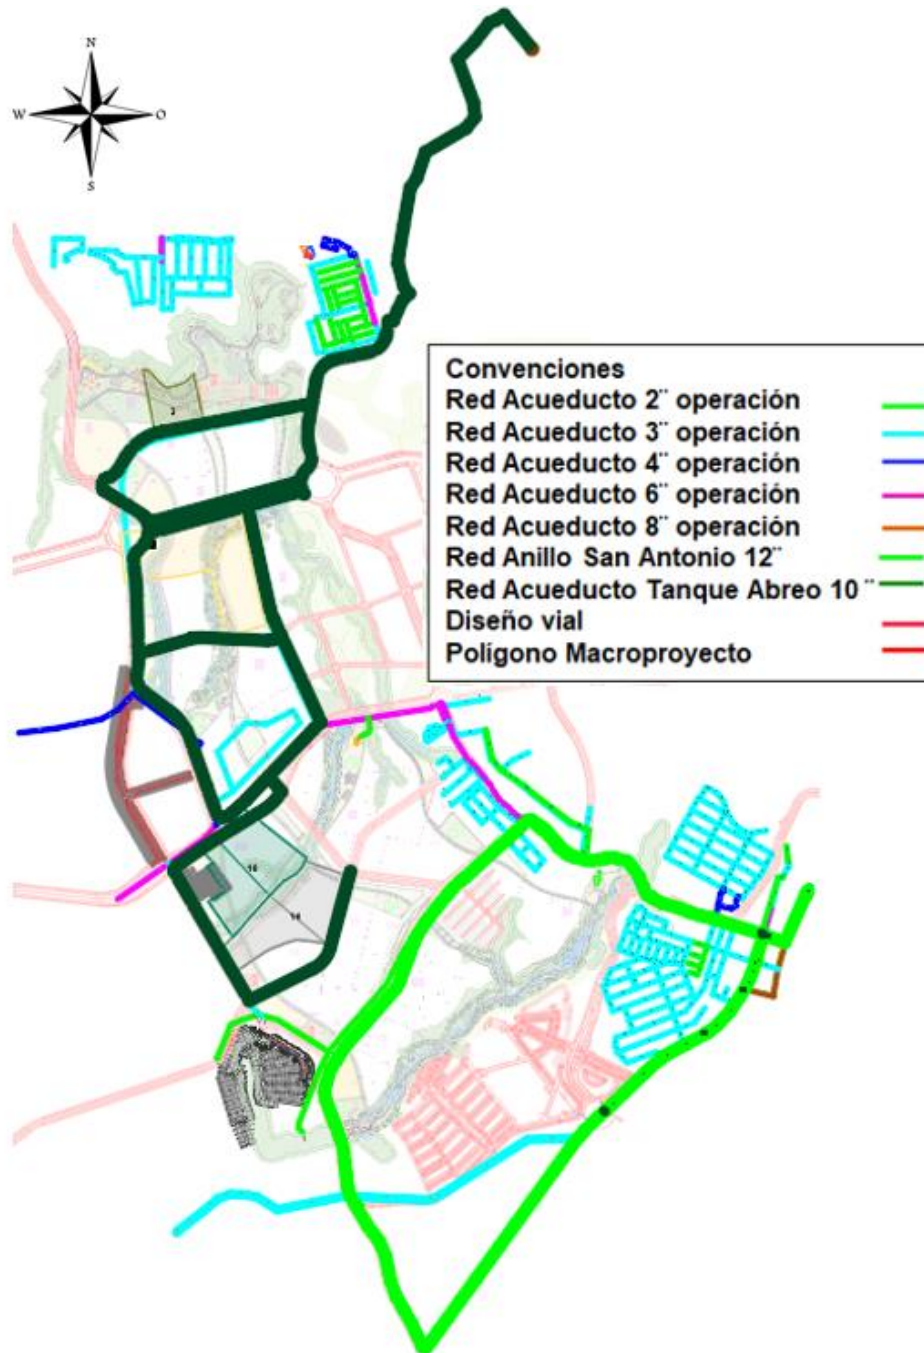 N
W
O
S
Convenciones
Red Acueducto 2¨ operación
Red Acueducto 3¨ operación
Red Acueducto 4¨ operación
Red Acueducto 6¨ operación
Red Acueducto 8¨ operación
Red Anillo San Antonio 12¨
Red Acueducto Tanque Abreo 10¨
Diseño vial
Polígono Macroproyecto